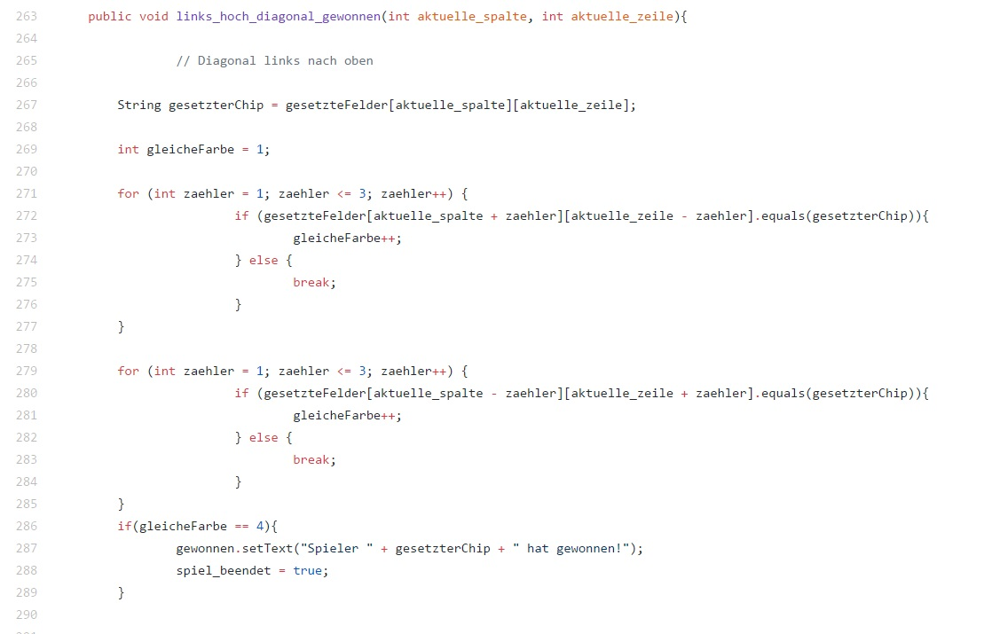 263 public void links_hoch_diagonal_gewonnen(int aktuelle_spalte, int aktuelle_zeile){
264
265 // Diagonal links nach oben
266
267 String gesetzterChip = gesetzteFelder[aktuelle_spalte][aktuelle_zeile];
268
269 int gleicheFarbe = 1;
270
271 for (int zaehler = 1; zaehler <= 3; zaehler++) {
272 if (gesetzteFelder[aktuelle_spalte + zaehler][aktuelle_zeile - zaehler].equals(gesetzterChip)){
273 gleicheFarbe++;
274 } else {
275 break;
276 }
277 }
278
279 for (int zaehler = 1; zaehler <= 3; zaehler++) {
280 if (gesetzteFelder[aktuelle_spalte - zaehler][aktuelle_zeile + zaehler].equals(gesetzterChip)){
281 gleicheFarbe++;
282 } else {
283 break;
284 }
285 }
286 if(gleicheFarbe == 4){
287 gewonnen.setText("Spieler " + gesetzterChip + " hat gewonnen!");
288 spiel_beendet = true;
289 }
290